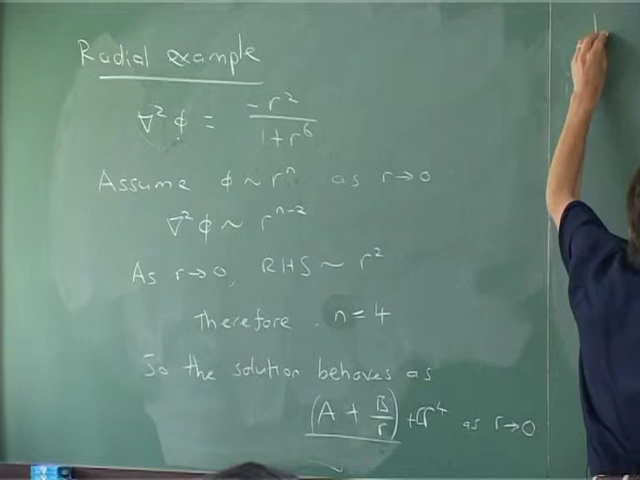 Radial example
∇²ϕ = -r² / 1+r⁶
Assume ϕ ~ rⁿ as r→0
∇²ϕ ~ rⁿ⁻²
As r→0, RHS ~ r²
Therefore n = 4
So the solution behaves as
(A + B/r) + Cr⁴ as r→0